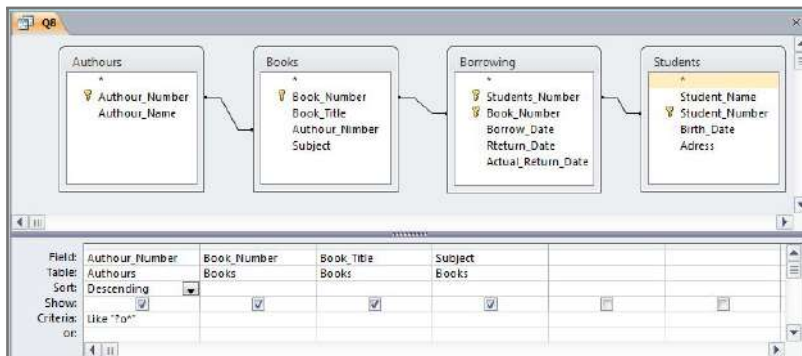 Q8
Authours
Books
Borrowing
Students
*
Authour_Number
Authour_Name
*
Book_Number
Book_Title
Authour_Nimber
Subject
*
Students_Number
Book_Number
Borrow_Date
Rteturn_Date
Actual_Return_Date
*
Student_Name
Student_Number
Birth_Date
Adress
Field: Authour_Number Book_Number Book_Title Subject
Table: Authours Books Books Books
Sort: Descending
Show:
Criteria: Like "?o*"
or: